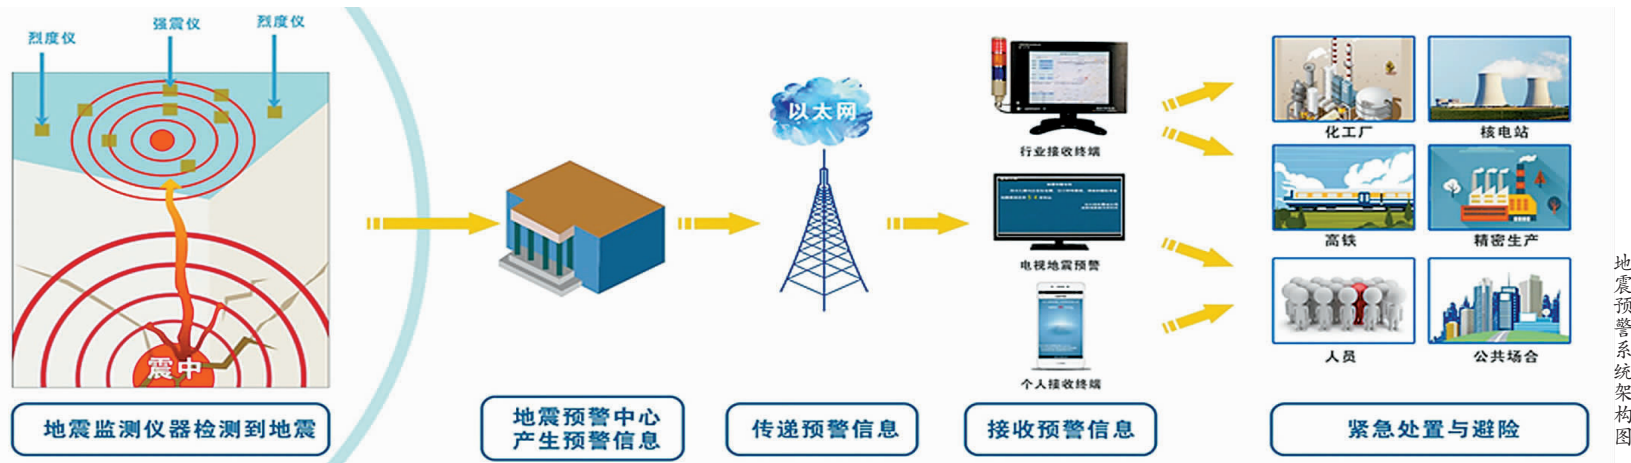 烈度仪
强震仪
烈度仪
震中
地震监测仪器检测到地震
地震预警中心
产生预警信息
以太网
传递预警信息
行业接收终端
电视地震预警
个人接收终端
接收预警信息
化工厂
核电站
高铁
精密生产
人员
公共场合
紧急处置与避险
地震预警系统架构图